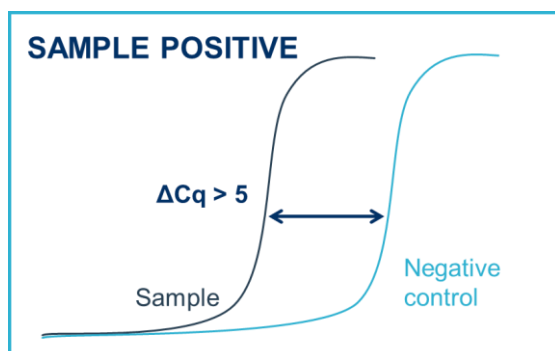 SAMPLE POSITIVE
ΔCq > 5
Sample
Negative
control